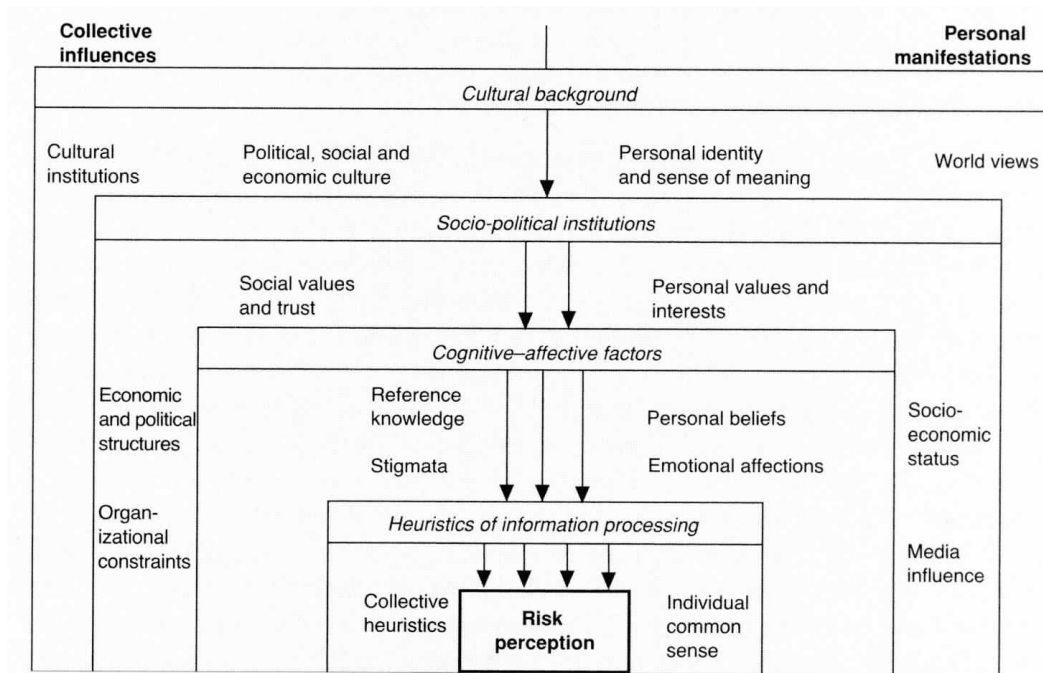 Collective
influences
Personal
manifestations
Cultural background
Cultural
institutions
Political, social and
economic culture
Personal identity
and sense of meaning
World views
Socio-political institutions
Social values
and trust
Personal values and
interests
Cognitive–affective factors
Economic
and political
structures
Reference
knowledge
Personal beliefs
Socio-
economic
status
Stigmata
Emotional affections
Heuristics of information processing
Organ-
izational
constraints
Media
influence
Collective
heuristics
Risk
perception
Individual
common
sense